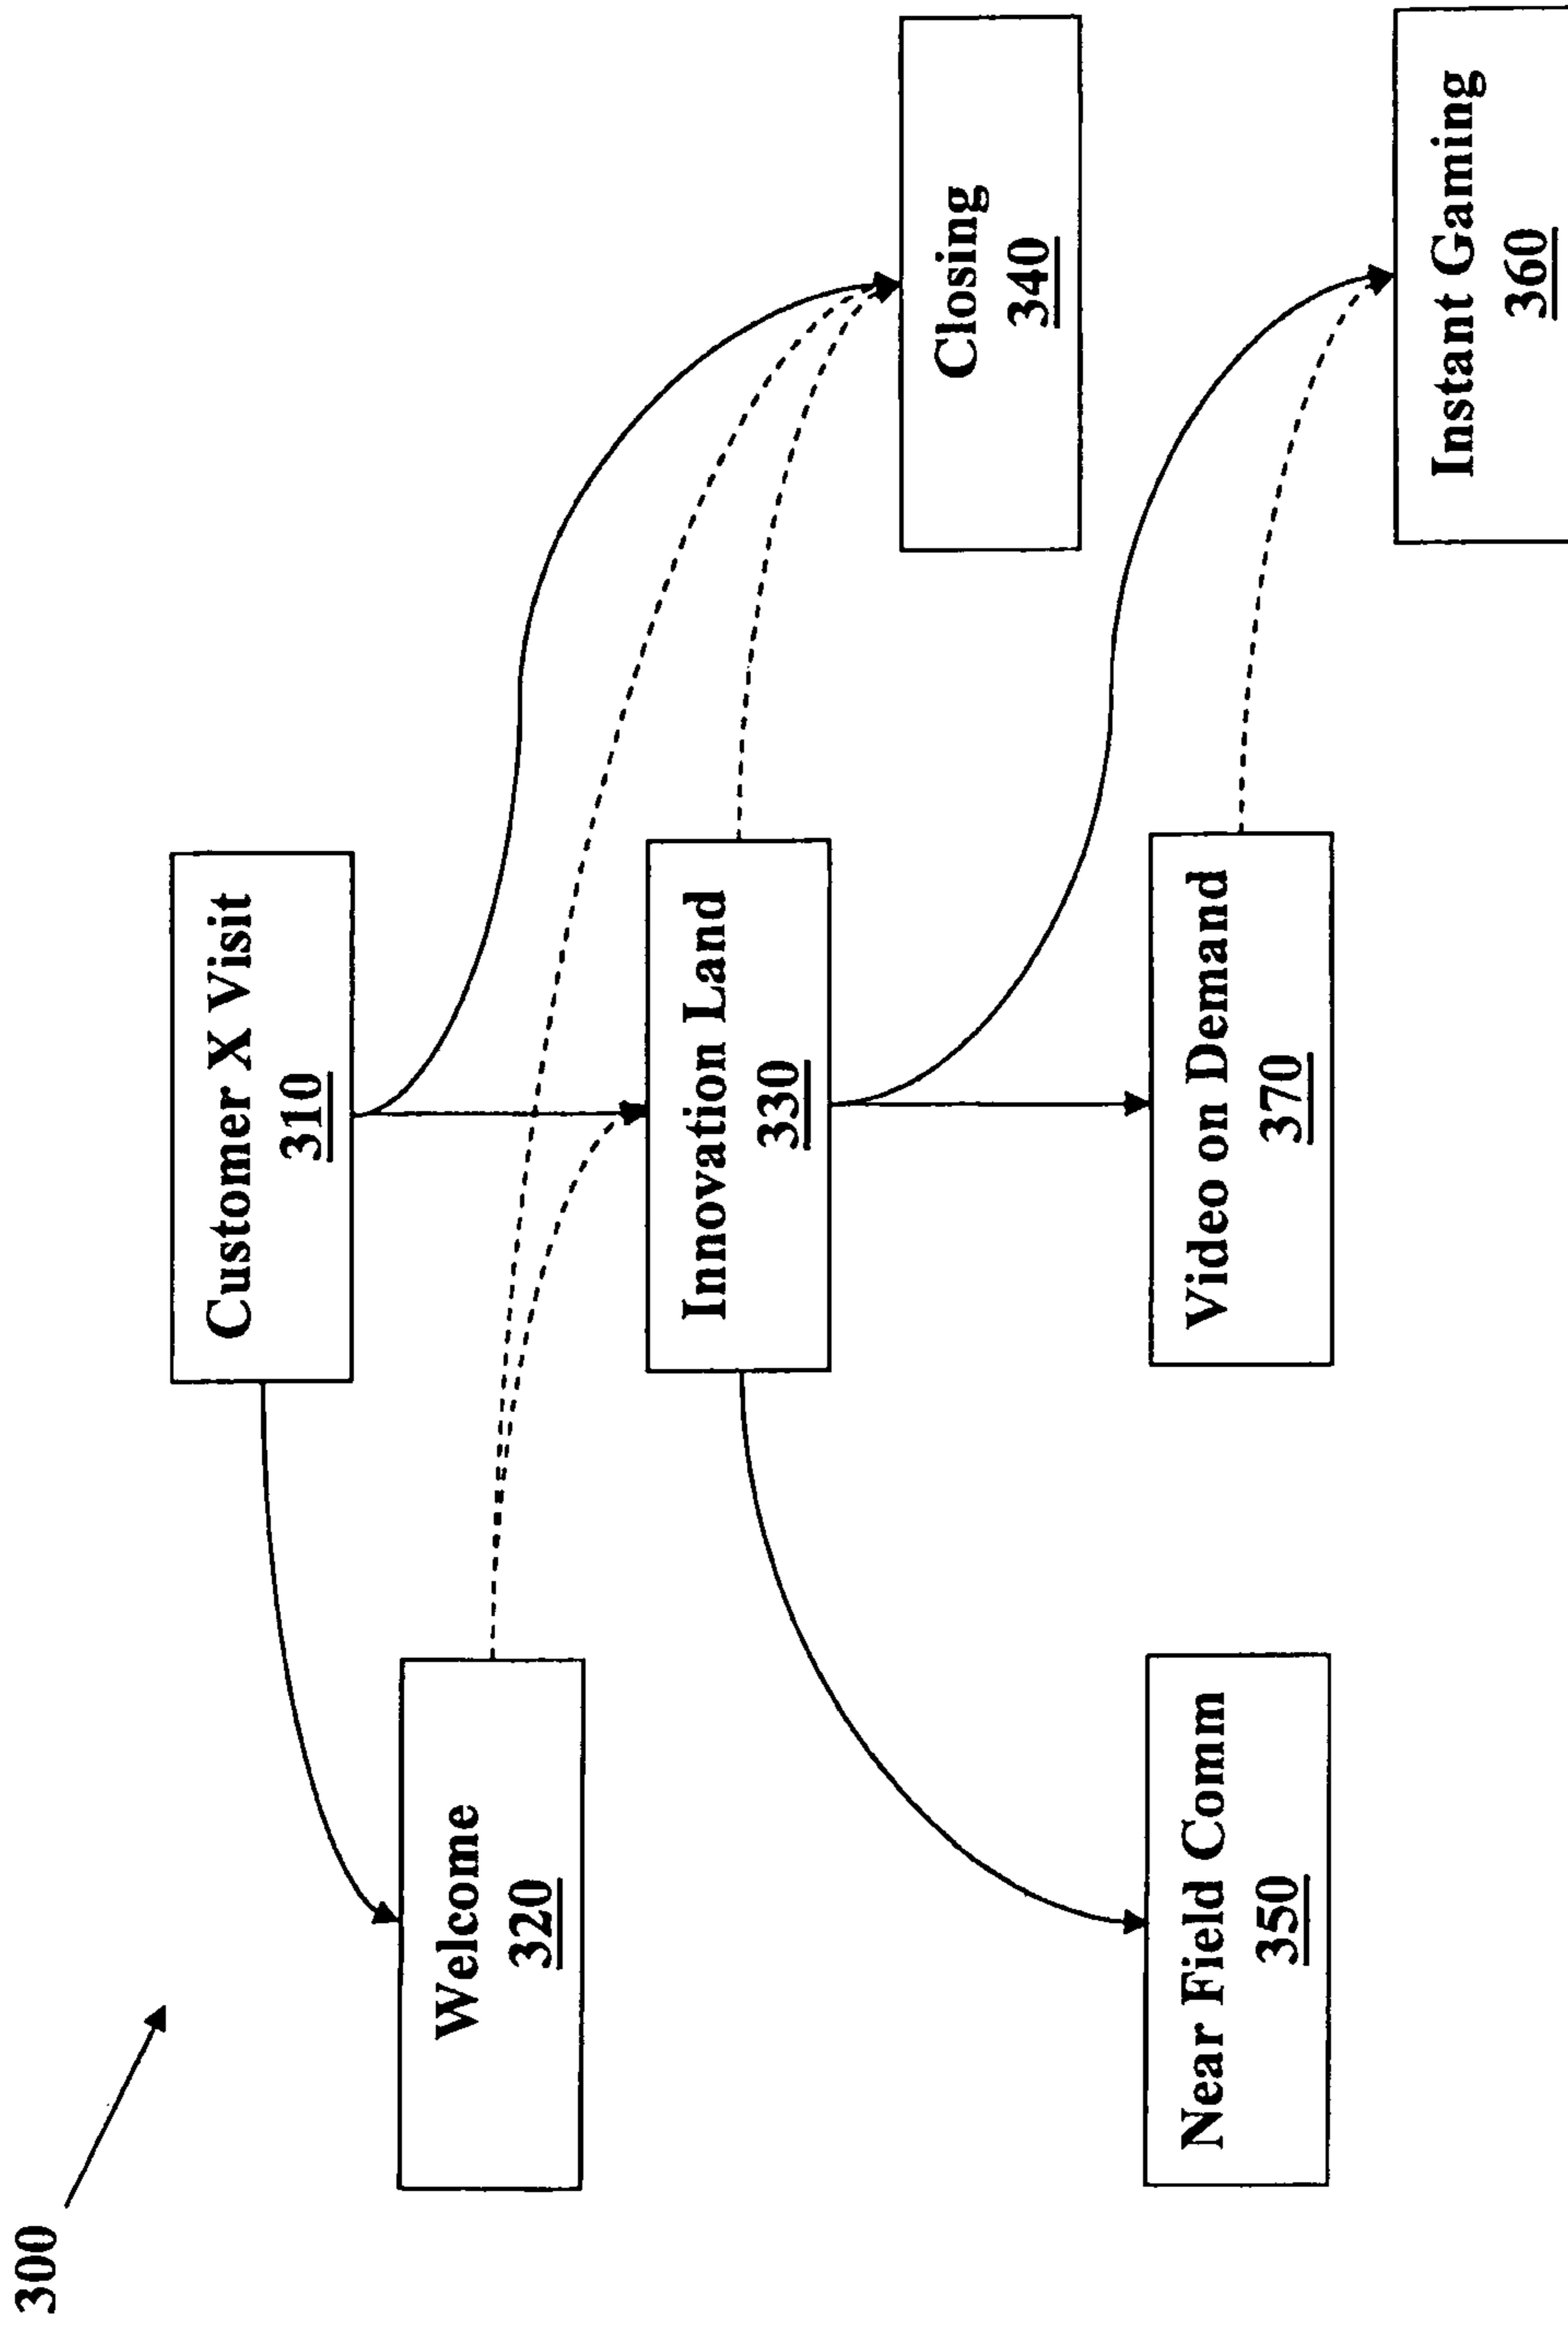 300
Customer X Visit
310
Welcome
320
Innovation Land
330
Closing
340
Near Field Comm
350
Video on Demand
370
Instant Gaming
360